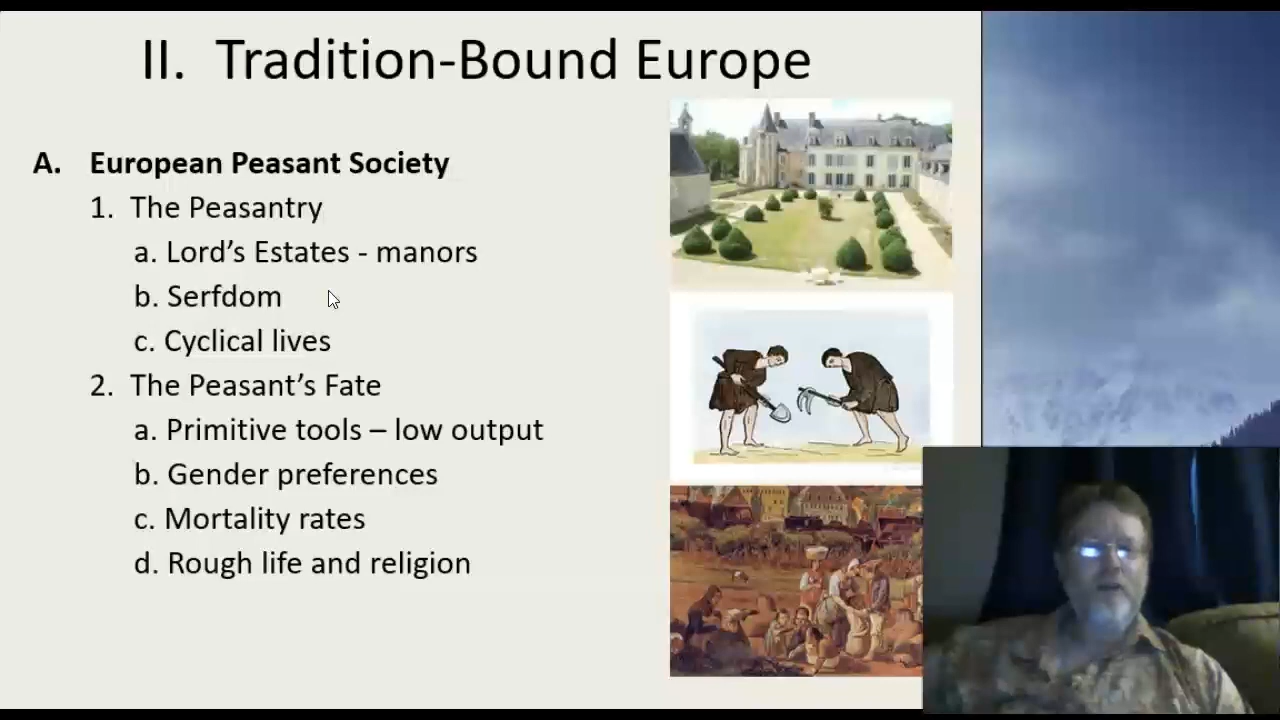 II. Tradition-Bound Europe
A. European Peasant Society
1. The Peasantry
a. Lord’s Estates - manors
b. Serfdom
c. Cyclical lives
2. The Peasant’s Fate
a. Primitive tools – low output
b. Gender preferences
c. Mortality rates
d. Rough life and religion